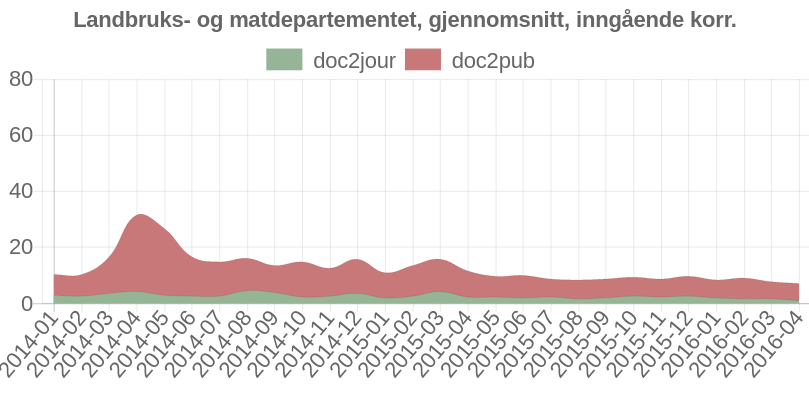 Landbruks- og matdepartementet, gjennomsnitt, inngående korr.
doc2jour doc2pub
80
60
40
20
0
2014-01 2014-02 2014-03 2014-04 2014-05 2014-06 2014-07 2014-08 2014-09 2014-10 2014-11 2014-12 2015-01 2015-02 2015-03 2015-04 2015-05 2015-06 2015-07 2015-08 2015-09 2015-10 2015-11 2015-12 2016-01 2016-02 2016-03 2016-04